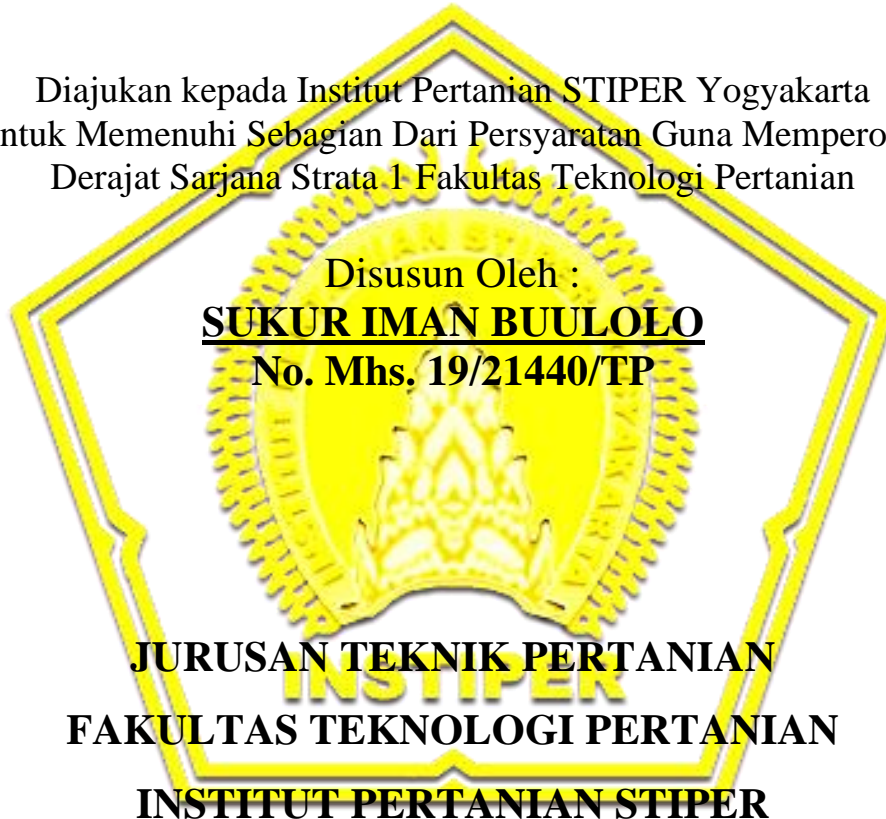 Diajukan kepada Institut Pertanian STIPER Yogyakarta
ntuk Memenuhi Sebagian Dari Persyaratan Guna Mempero
Derajat Sarjana Strata 1 Fakultas Teknologi Pertanian
Disusun Oleh :
SUKUR IMAN BUULOLO
No. Mhs. 19/21440/TP
JURUSAN TEKNIK PERTANIAN
INSTIPER
FAKULTAS TEKNOLOGI PERTANIAN
INSTITUT PERTANIAN STIPER